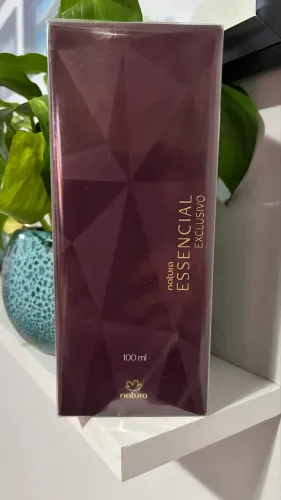 natura
ESSENCIAL
EXCLUSIVO
100 ml
natura